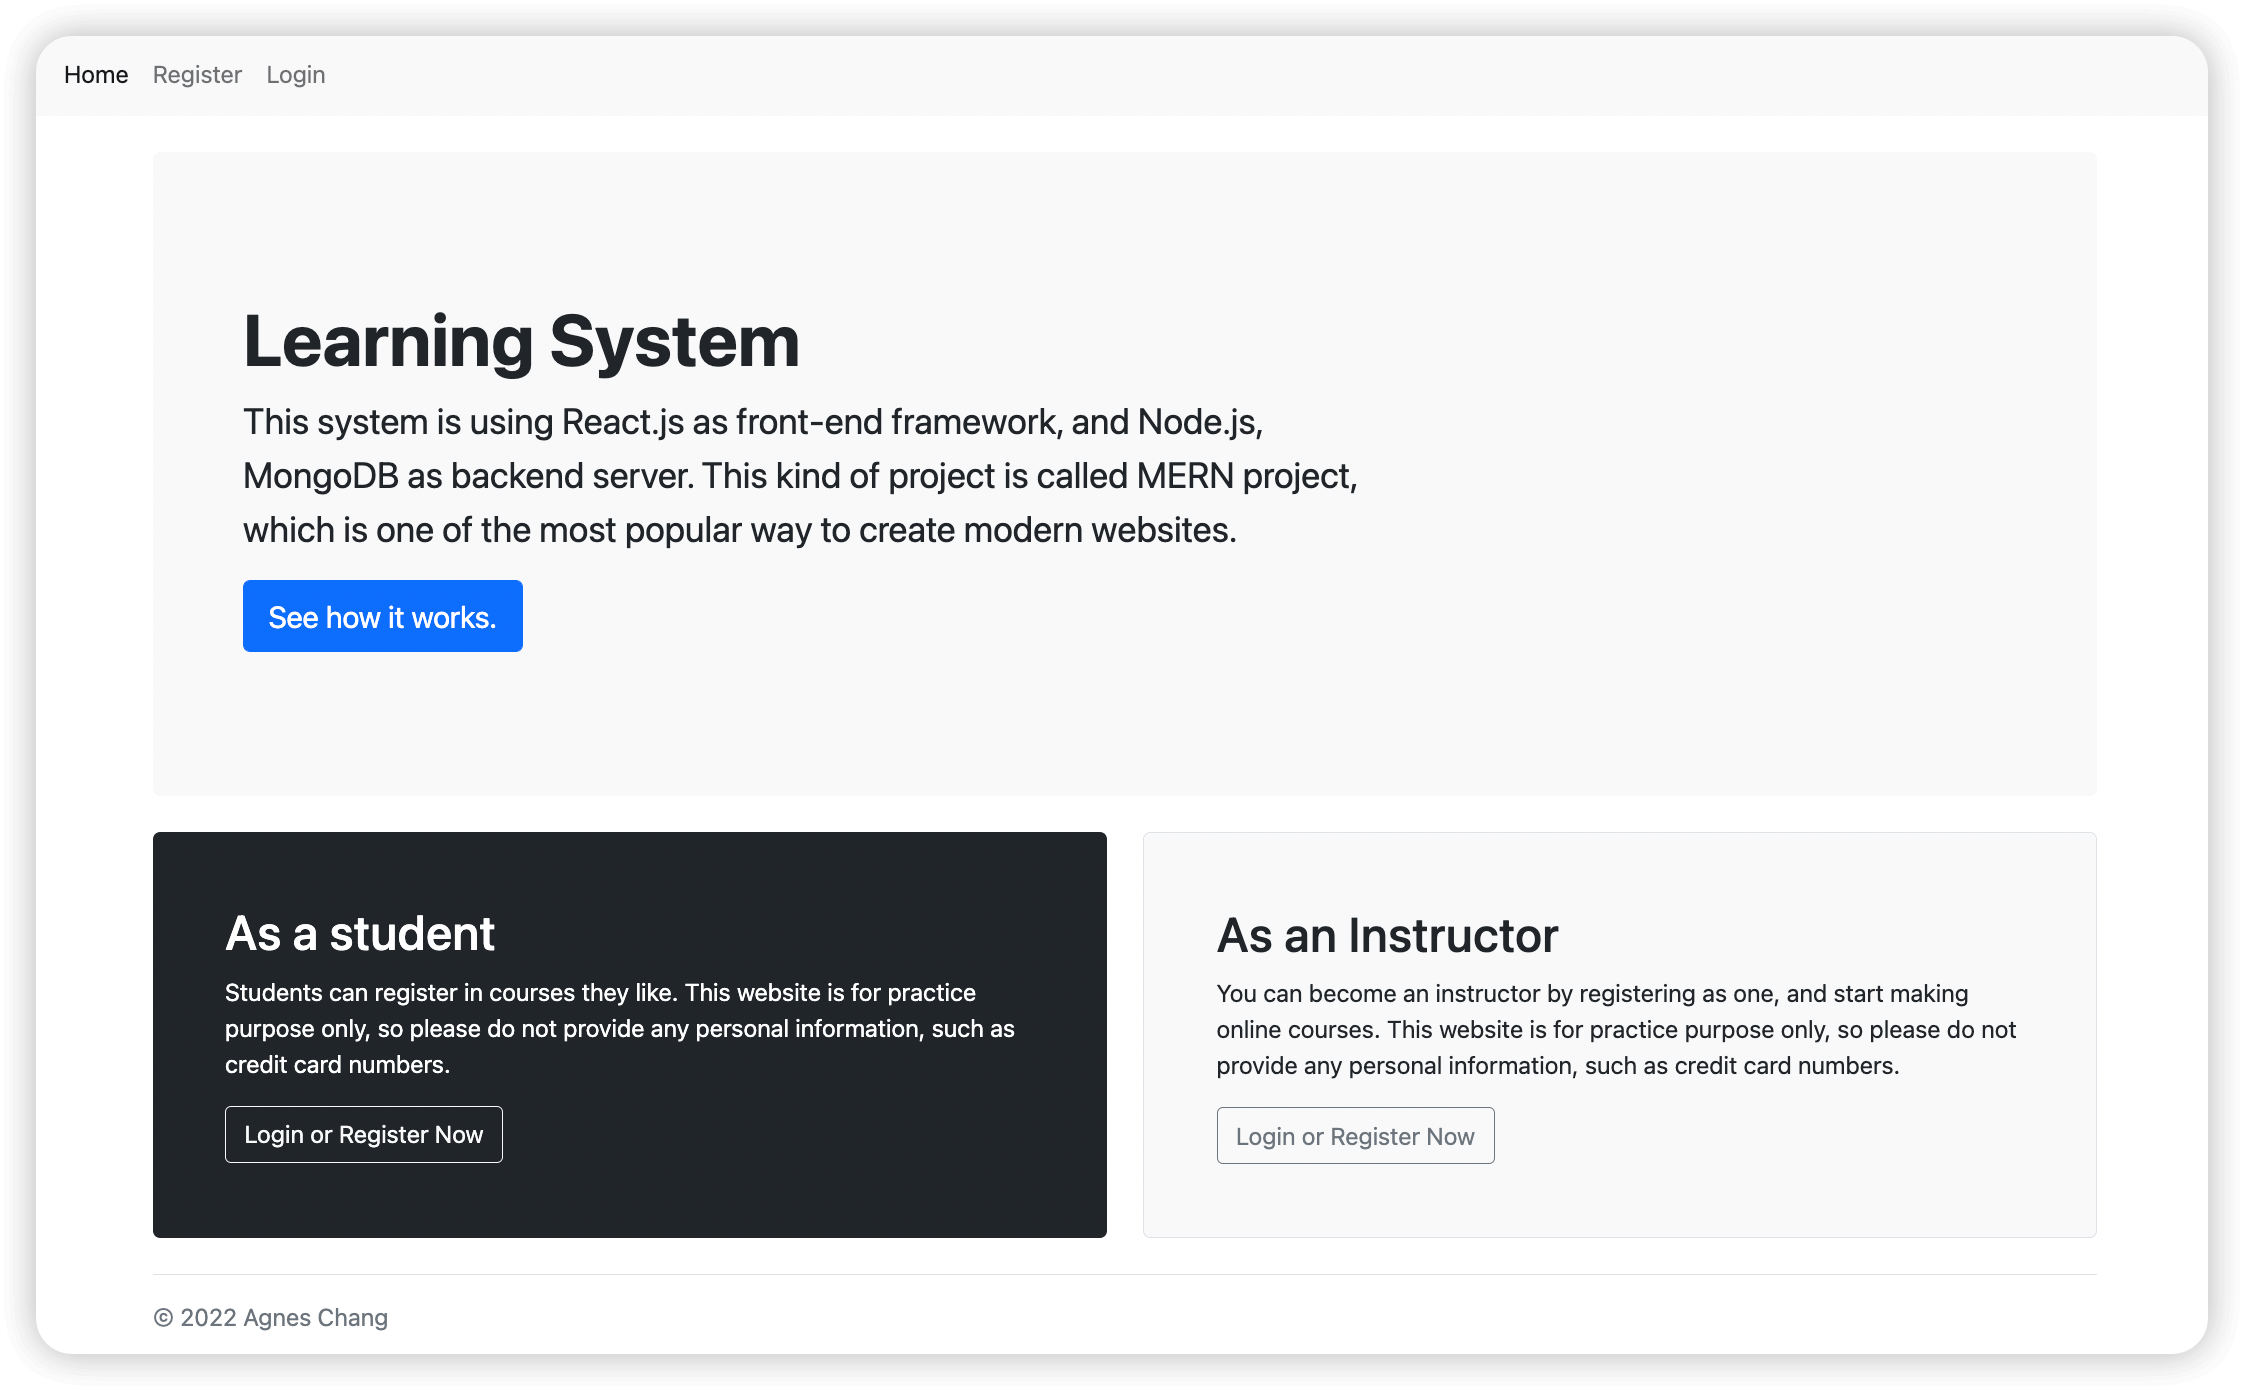 Home Register Login
Learning System
This system is using React.js as front-end framework, and Node.js,
MongoDB as backend server. This kind of project is called MERN project,
which is one of the most popular way to create modern websites.
See how it works.
As a student
Students can register in courses they like. This website is for practice
purpose only, so please do not provide any personal information, such as
credit card numbers.
Login or Register Now
As an Instructor
You can become an instructor by registering as one, and start making
online courses. This website is for practice purpose only, so please do not
provide any personal information, such as credit card numbers.
Login or Register Now
© 2022 Agnes Chang